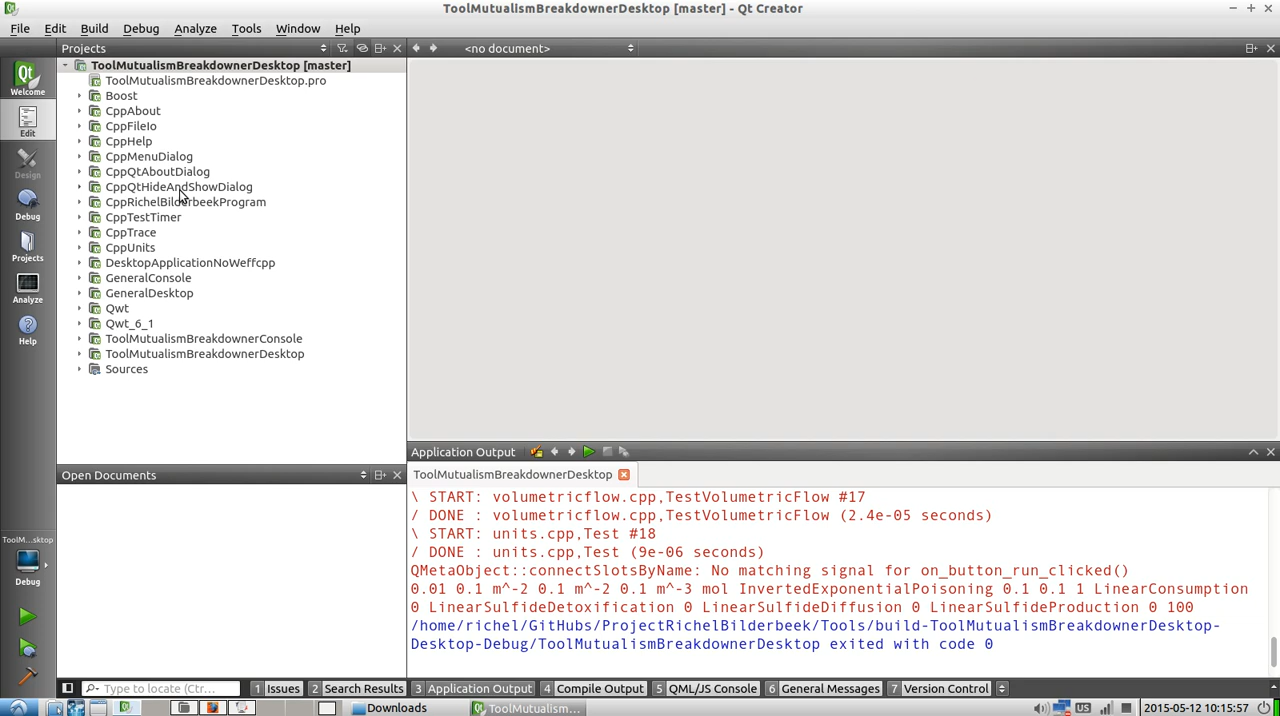 ToolMutualismBreakdownerDesktop [master] - Qt Creator
File Edit Build Debug Analyze Tools Window Help
Projects
<no document>
Welcome
Edit
Design
Debug
Projects
Analyze
Help
ToolM...sktop
Debug
ToolMutualismBreakdownerDesktop [master]
ToolMutualismBreakdownerDesktop.pro
Boost
CppAbout
CppFileIo
CppHelp
CppMenuDialog
CppQtAboutDialog
CppQtHideAndShowDialog
CppRichelBilderbeekProgram
CppTestTimer
CppTrace
CppUnits
DesktopApplicationNoWeffcpp
GeneralConsole
GeneralDesktop
Qwt
Qwt_6_1
ToolMutualismBreakdownerConsole
ToolMutualismBreakdownerDesktop
Sources
Open Documents
Application Output
ToolMutualismBreakdownerDesktop
\ START: volumetricflow.cpp,TestVolumetricFlow #17
/ DONE : volumetricflow.cpp,TestVolumetricFlow (2.4e-05 seconds)
\ START: units.cpp,Test #18
/ DONE : units.cpp,Test (9e-06 seconds)
QMetaObject::connectSlotsByName: No matching signal for on_button_run_clicked()
0.01 0.1 m^-2 0.1 m^-2 0.1 m^-3 mol InvertedExponentialPoisoning 0.1 0.1 1 LinearConsumption
0 LinearSulfideDetoxification 0 LinearSulfideDiffusion 0 LinearSulfideProduction 0 100
/home/richel/GitHubs/ProjectRichelBilderbeek/Tools/build-ToolMutualismBreakdownerDesktop-
Desktop-Debug/ToolMutualismBreakdownerDesktop exited with code 0
Type to locate (Ctr... 1 Issues 2 Search Results 3 Application Output 4 Compile Output 5 QML/JS Console 6 General Messages 7 Version Control
Downloads ToolMutualism... US 2015-05-12 10:15:57